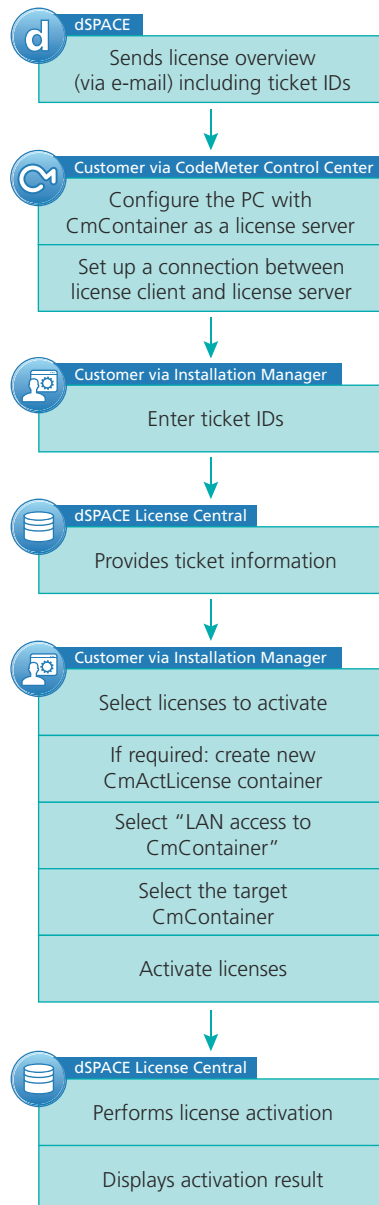 d
dSPACE
Sends license overview
(via e-mail) including ticket IDs
Customer via CodeMeter Control Center
Configure the PC with
CmContainer as a license server
Set up a connection between
license client and license server
Customer via Installation Manager
Enter ticket IDs
dSPACE License Central
Provides ticket information
Customer via Installation Manager
Select licenses to activate
If required: create new
CmActLicense container
Select “LAN access to
CmContainer”
Select the target
CmContainer
Activate licenses
dSPACE License Central
Performs license activation
Displays activation result